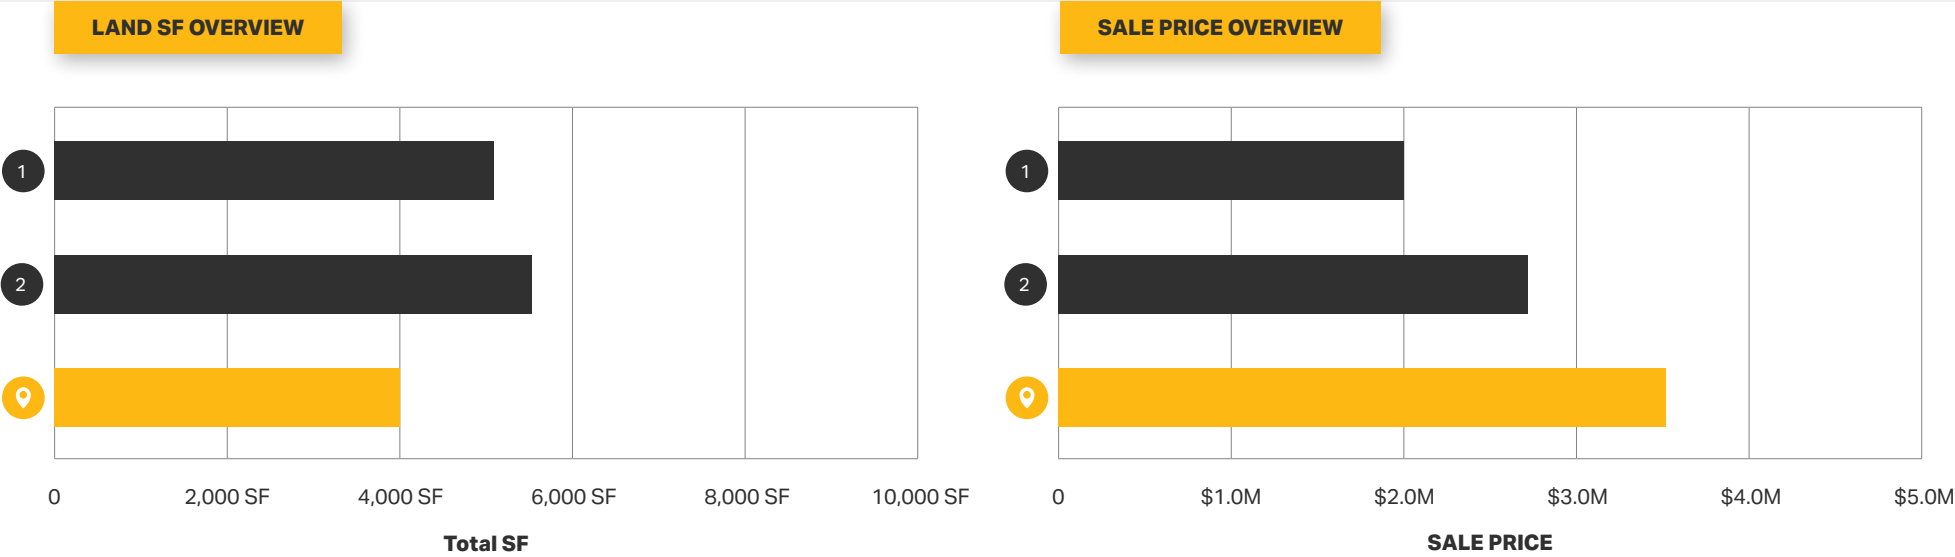 LAND SF OVERVIEW
1
2
0 2,000 SF 4,000 SF 6,000 SF 8,000 SF 10,000 SF
Total SF
SALE PRICE OVERVIEW
1
2
0 $1.0M $2.0M $3.0M $4.0M $5.0M
SALE PRICE